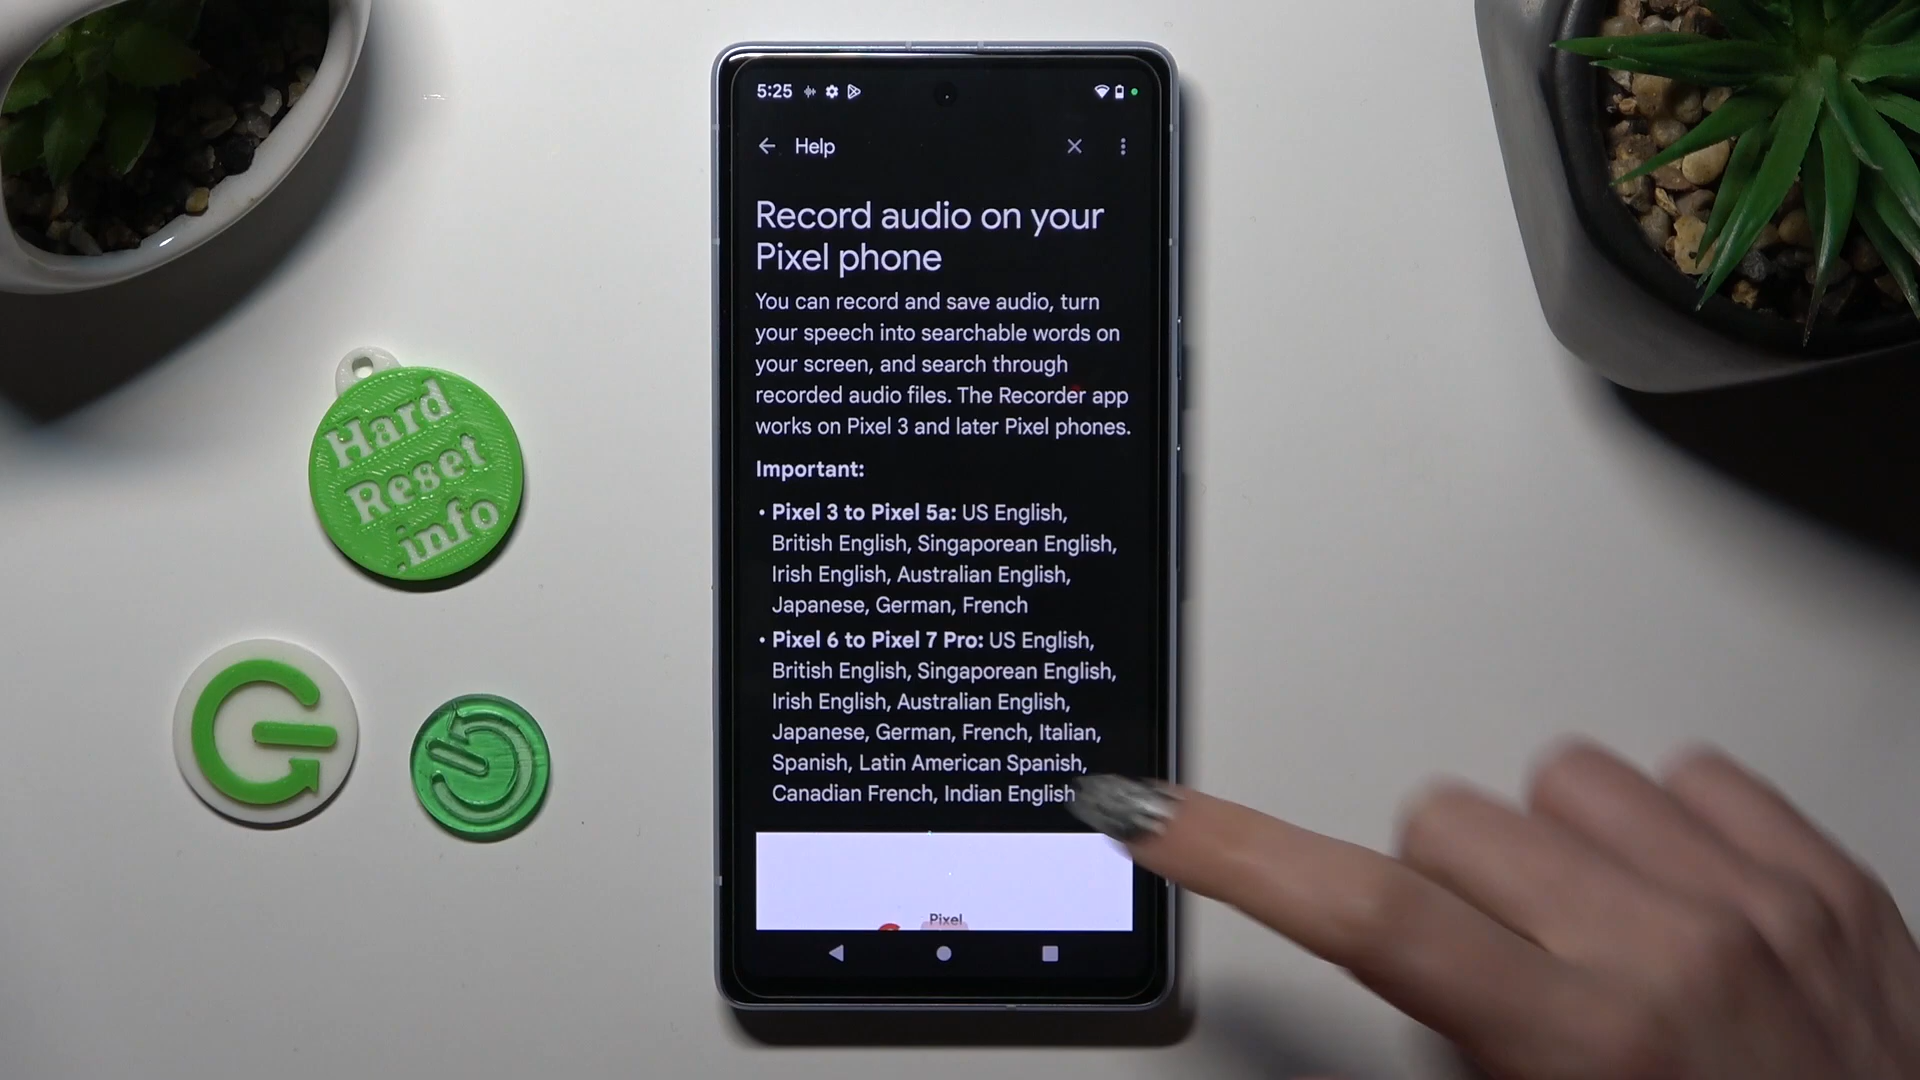 5:25
Help
Record audio on your
Pixel phone
You can record and save audio, turn
your speech into searchable words on
your screen, and search through
recorded audio files. The Recorder app
works on Pixel 3 and later Pixel phones.
Important:
• Pixel 3 to Pixel 5a: US English,
British English, Singaporean English,
Irish English, Australian English,
Japanese, German, French
• Pixel 6 to Pixel 7 Pro: US English,
British English, Singaporean English,
Irish English, Australian English,
Japanese, German, French, Italian,
Spanish, Latin American Spanish,
Canadian French, Indian English
Pixel
Hard
Reset
.info